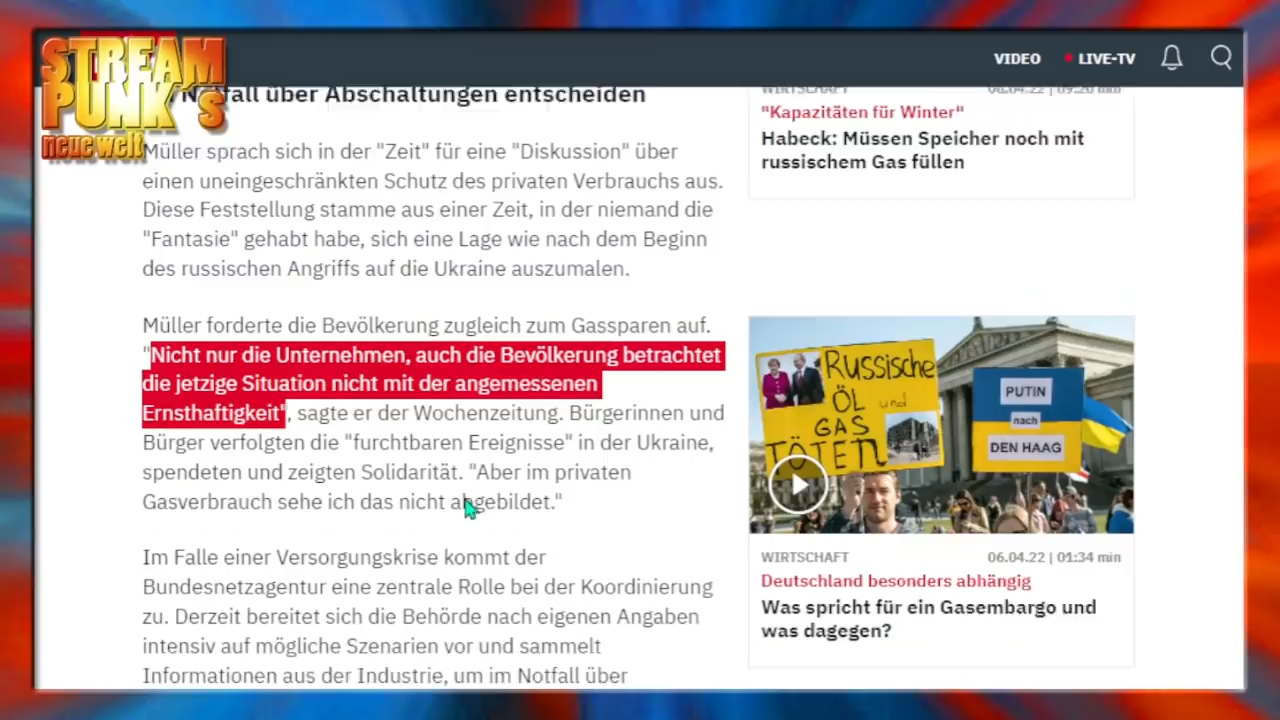 STREAM
PUNK's
neue welt
VIDEO
LIVE-TV
Notfall über Abschaltungen entscheiden
Müller sprach sich in der "Zeit" für eine "Diskussion" über
einen uneingeschränkten Schutz des privaten Verbrauchs aus.
Diese Feststellung stamme aus einer Zeit, in der niemand die
"Fantasie" gehabt habe, sich eine Lage wie nach dem Beginn
des russischen Angriffs auf die Ukraine auszumalen.
Müller forderte die Bevölkerung zugleich zum Gassparen auf.
"Nicht nur die Unternehmen, auch die Bevölkerung betrachtet
die jetzige Situation nicht mit der angemessenen
Ernsthaftigkeit", sagte er der Wochenzeitung. Bürgerinnen und
Bürger verfolgten die "furchtbaren Ereignisse" in der Ukraine,
spendeten und zeigten Solidarität. "Aber im privaten
Gasverbrauch sehe ich das nicht abgebildet."
Im Falle einer Versorgungskrise kommt der
Bundesnetzagentur eine zentrale Rolle bei der Koordinierung
zu. Derzeit bereitet sich die Behörde nach eigenen Angaben
intensiv auf mögliche Szenarien vor und sammelt
Informationen aus der Industrie, um im Notfall über
WIRTSCHAFT 06.04.22 | 09:20 min
"Kapazitäten für Winter"
Habeck: Müssen Speicher noch mit
russischem Gas füllen
RUSSISCHE
ÖL und
GAS
TÖTEN
PUTIN
nach
DEN HAAG
WIRTSCHAFT 06.04.22 | 01:34 min
Deutschland besonders abhängig
Was spricht für ein Gasembargo und
was dagegen?